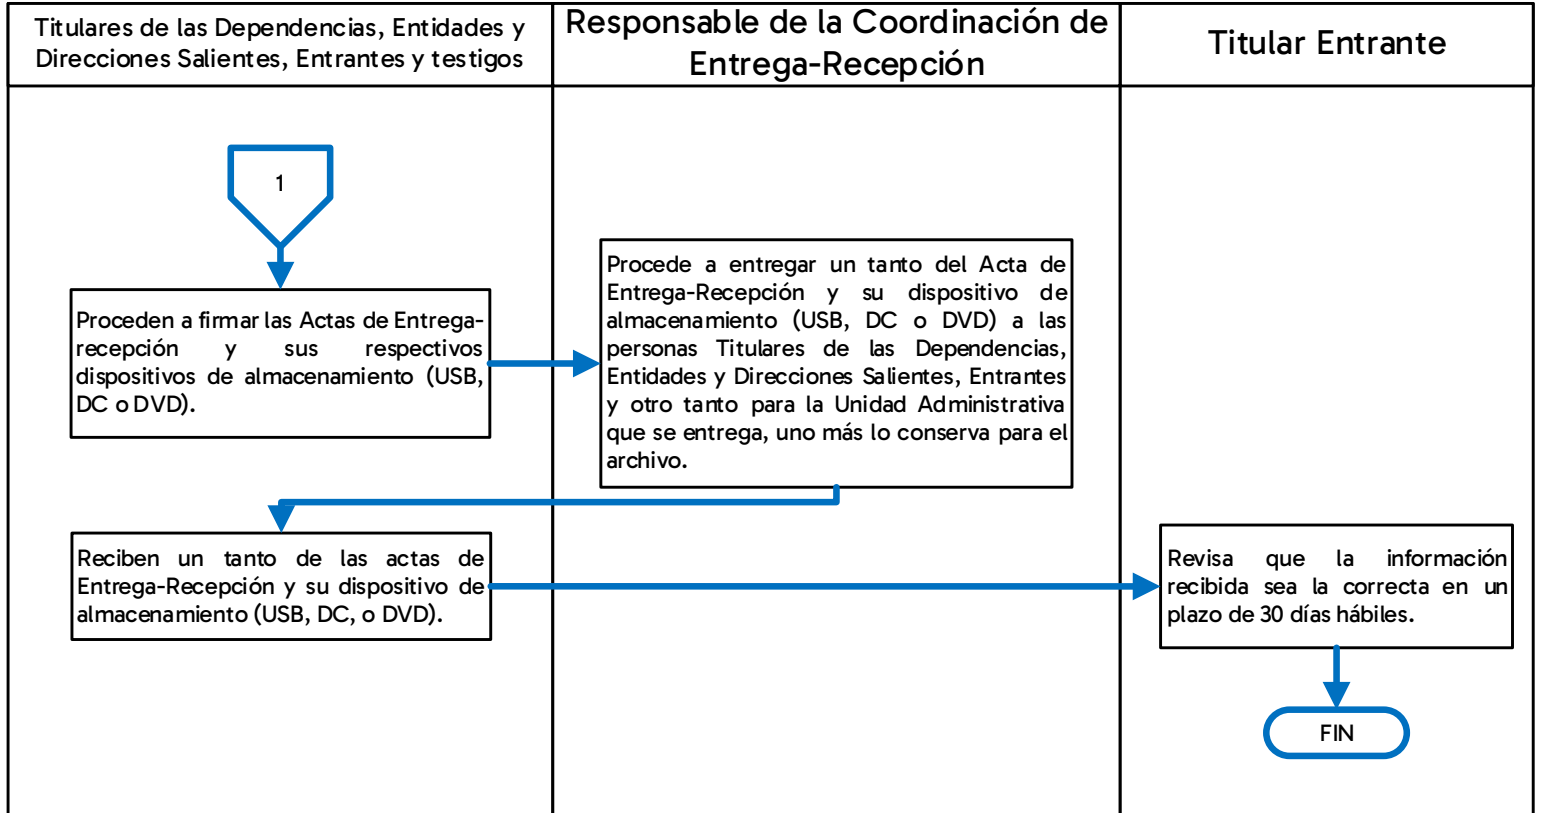 Titulares de las Dependencias, Entidades y
Direcciones Salientes, Entrantes y testigos
Responsable de la Coordinación de
Entrega-Recepción
Titular Entrante
1
Proceden a firmar las Actas de Entrega-
recepción y sus respectivos
dispositivos de almacenamiento (USB,
DC o DVD).
Procede a entregar un tanto del Acta de
Entrega-Recepción y su dispositivo de
almacenamiento (USB, DC o DVD) a las
personas Titulares de las Dependencias,
Entidades y Direcciones Salientes, Entrantes
y otro tanto para la Unidad Administrativa
que se entrega, uno más lo conserva para el
archivo.
Reciben un tanto de las actas de
Entrega-Recepción y su dispositivo de
almacenamiento (USB, DC, o DVD).
Revisa que la información
recibida sea la correcta en un
plazo de 30 días hábiles.
FIN